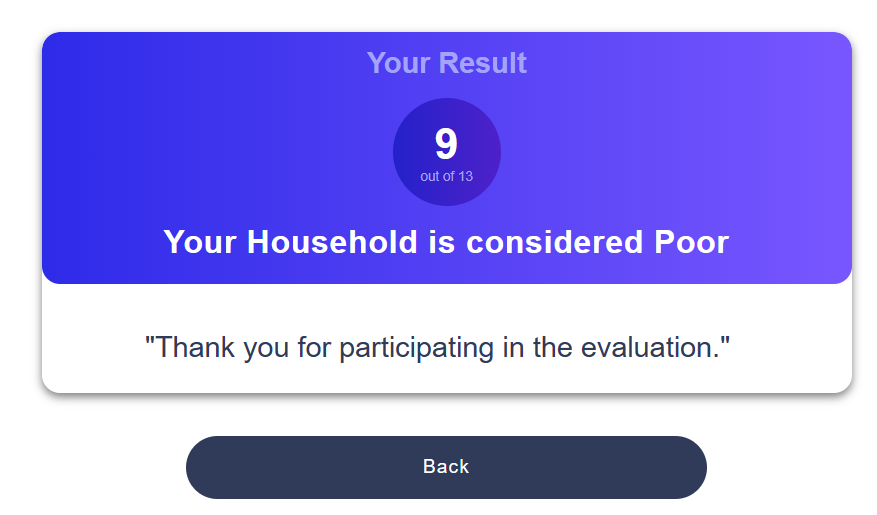 Your Result
9
out of 13
Your Household is considered Poor
"Thank you for participating in the evaluation."
Back